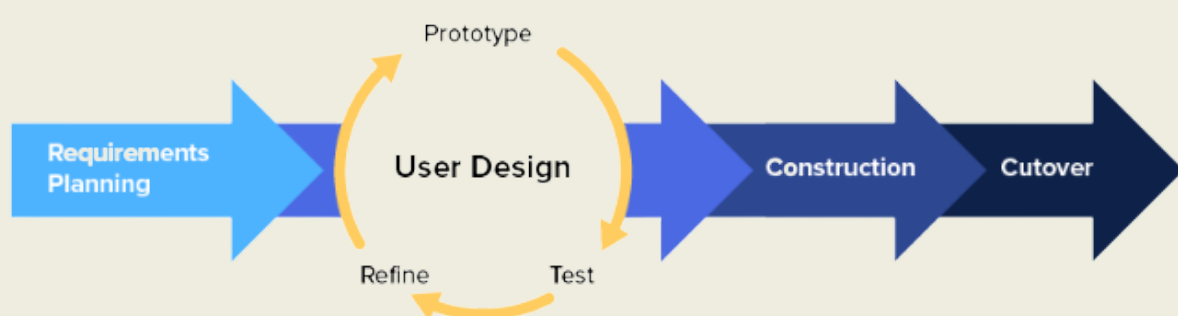 Prototype
Requirements
Planning
User Design
Construction
Cutover
Refine
Test